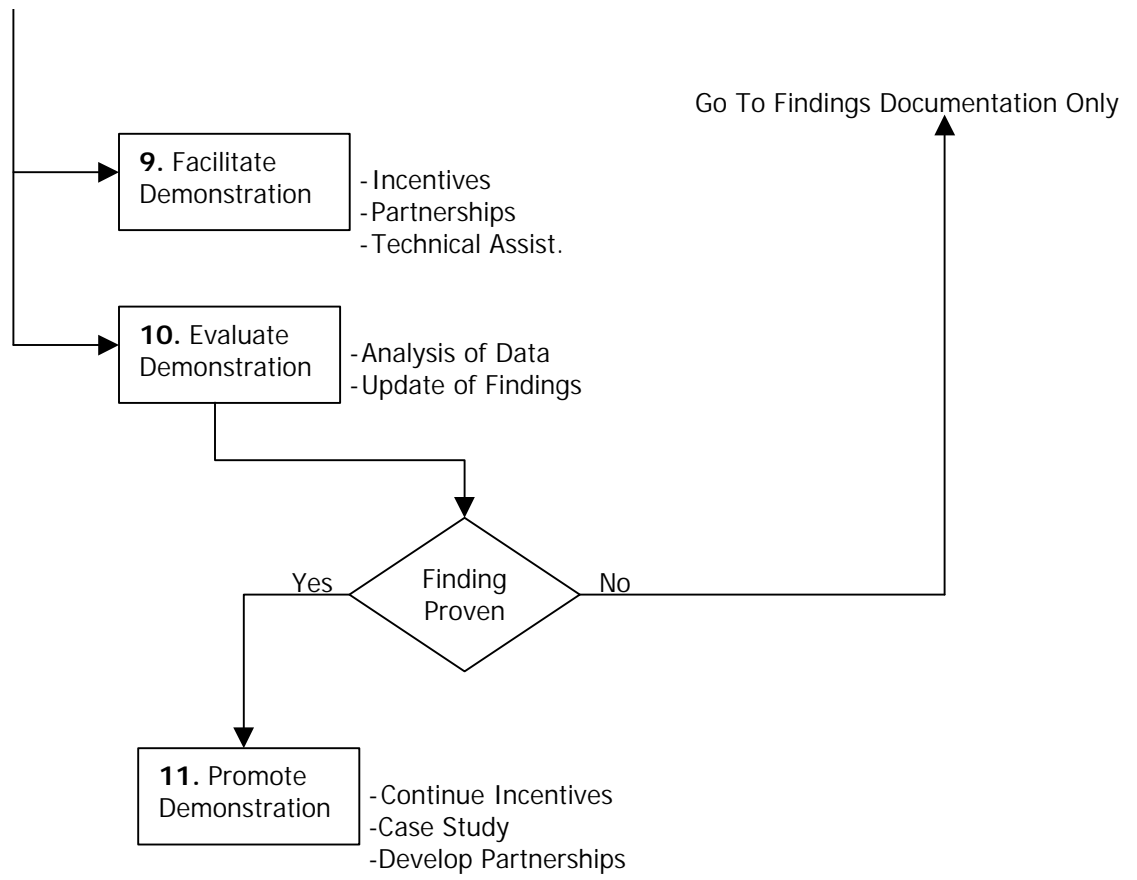 Go To Findings Documentation Only
9. Facilitate
Demonstration
-Incentives
-Partnerships
-Technical Assist.
10. Evaluate
Demonstration
-Analysis of Data
-Update of Findings
Yes
Finding
Proven
No
11. Promote
Demonstration
-Continue Incentives
-Case Study
-Develop Partnerships